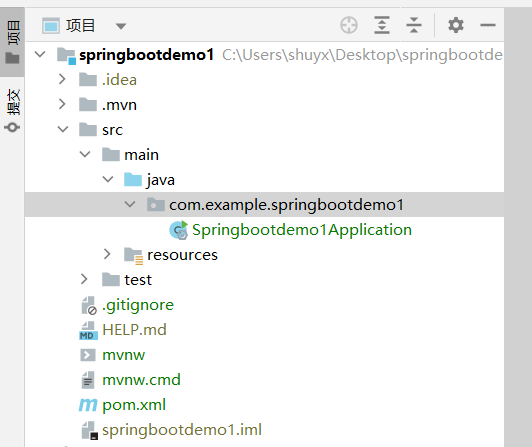 项目
提交
项目
springbootdemo1 C:\Users\shuyx\Desktop\springbootde
.idea
.mvn
src
main
java
com.example.springbootdemo1
Springbootdemo1Application
resources
test
.gitignore
MD HELP.md
mvnw
mvnw.cmd
pom.xml
springbootdemo1.iml